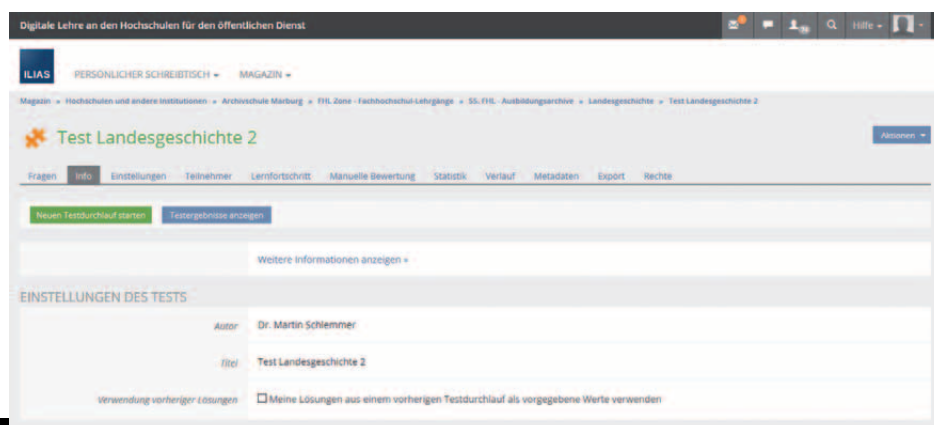 Digitale Lehre an den Hochschulen für den öffentlichen Dienst
Hilfe
ILIAS
PERSÖNLICHER SCHREIBTISCH MAGAZIN
Magazin » Hochschulen und andere Institutionen » Archivschule Marburg » FHL Zone - Fachhochschul-Lehrgänge » 55. FHL - Ausbildungsarchive » Landesgeschichte » Test Landesgeschichte 2
Test Landesgeschichte 2
Aktionen
Fragen Info Einstellungen Teilnehmer Lernfortschritt Manuelle Bewertung Statistik Verlauf Metadaten Export Rechte
Neuen Testdurchlauf starten Testergebnisse anzeigen
Weitere Informationen anzeigen »
EINSTELLUNGEN DES TESTS
Autor Dr. Martin Schlemmer
Titel Test Landesgeschichte 2
Verwendung vorheriger Lösungen Meine Lösungen aus einem vorherigen Testdurchlauf als vorgegebene Werte verwenden